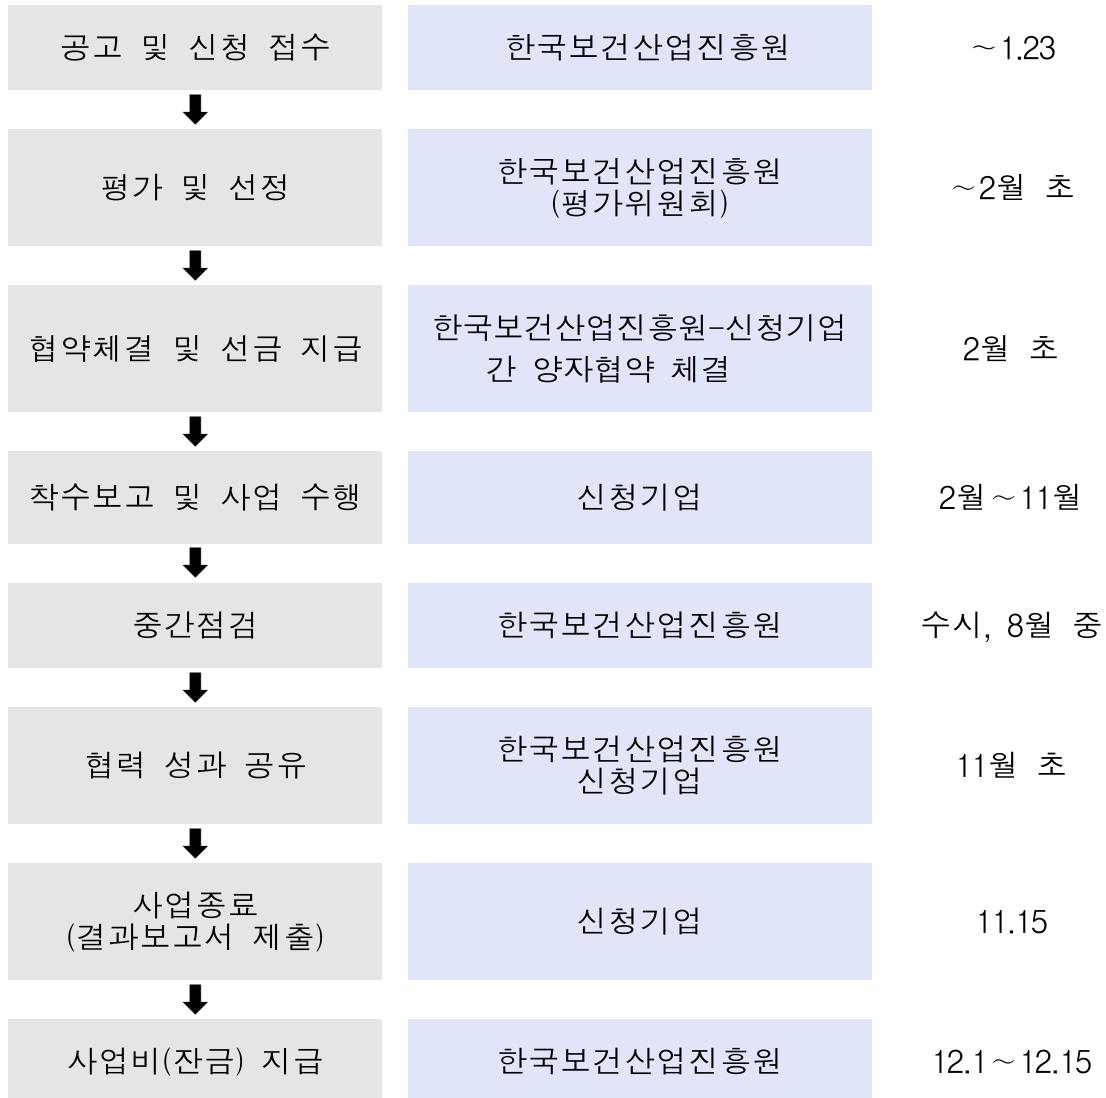 공고 및 신청 접수
한국보건산업진흥원
~1.23
평가 및 선정
한국보건산업진흥원
(평가위원회)
~2월 초
협약체결 및 선금 지급
한국보건산업진흥원-신청기업
간 양자협약 체결
2월 초
착수보고 및 사업 수행
신청기업
2월~11월
중간점검
한국보건산업진흥원
수시, 8월 중
협력 성과 공유
한국보건산업진흥원
신청기업
11월 초
사업종료
(결과보고서 제출)
신청기업
11.15
사업비(잔금) 지급
한국보건산업진흥원
12.1~12.15